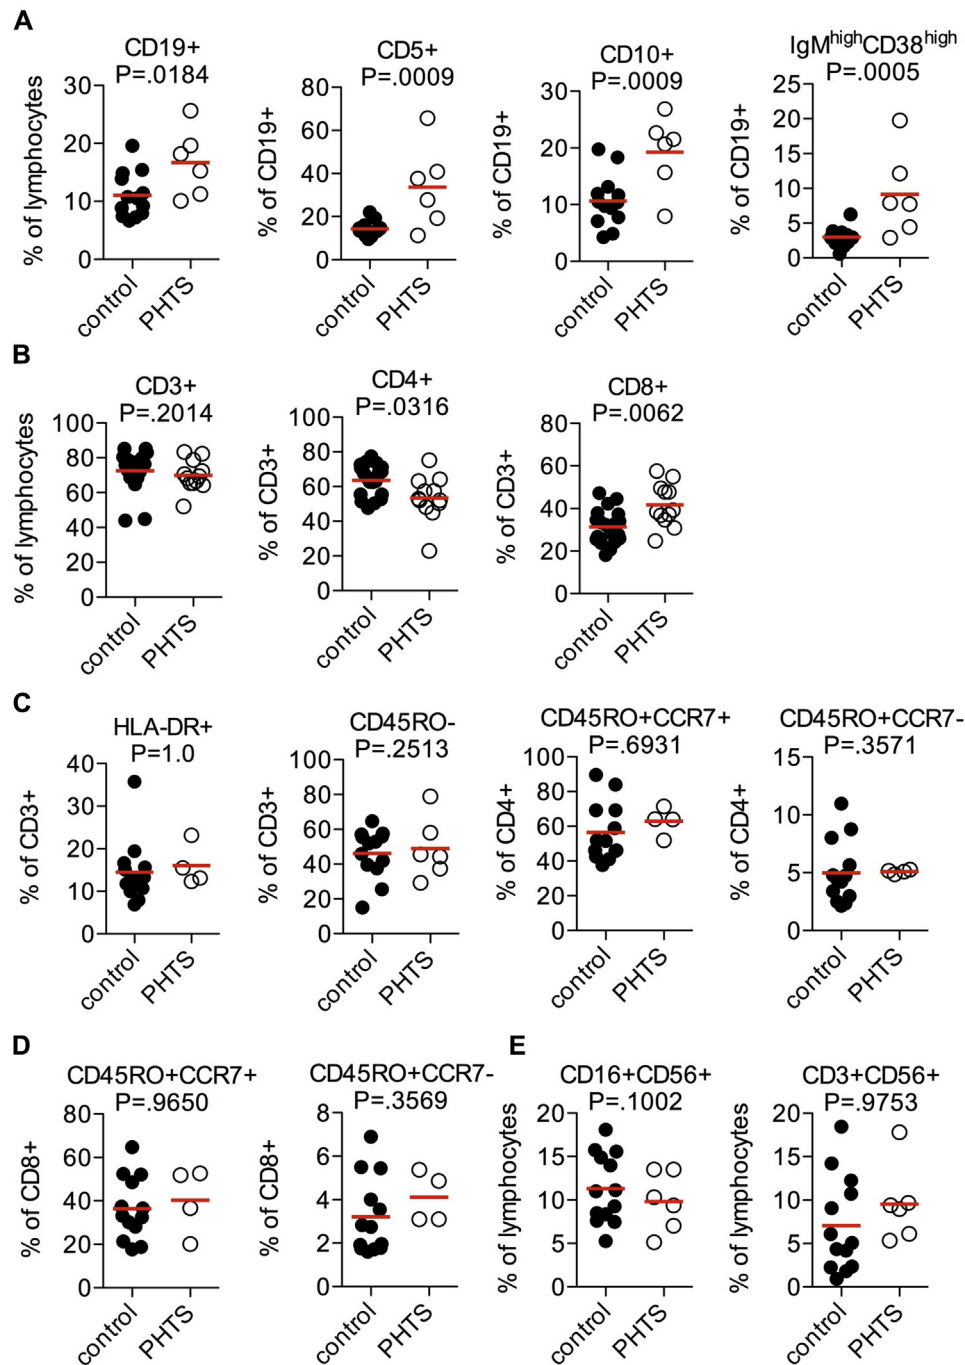 A
CD19+
P=.0184
% of lymphocytes
30
20
10
0
control
PHTS
CD5+
P=.0009
% of CD19+
80
60
40
20
0
control
PHTS
CD10+
P=.0009
% of CD19+
30
20
10
0
control
PHTS
IgMhighCD38high
P=.0005
% of CD19+
25
20
15
10
5
0
control
PHTS
B
CD3+
P=.2014
% of lymphocytes
100
80
60
40
20
0
control
PHTS
CD4+
P=.0316
% of CD3+
100
80
60
40
20
0
control
PHTS
CD8+
P=.0062
% of CD3+
80
60
40
20
0
control
PHTS
C
HLA-DR+
P=1.0
% of CD3+
40
30
20
10
0
control
PHTS
CD45RO-
P=.2513
% of CD3+
100
80
60
40
20
0
control
PHTS
CD45RO+CCR7+
P=.6931
% of CD4+
100
80
60
40
20
0
control
PHTS
CD45RO+CCR7-
P=.3571
% of CD4+
15
10
5
0
control
PHTS
D
CD45RO+CCR7+
P=.9650
% of CD8+
80
60
40
20
0
control
PHTS
CD45RO+CCR7-
P=.3569
% of CD8+
8
6
4
2
0
control
PHTS
E
CD16+CD56+
P=.1002
% of lymphocytes
20
15
10
5
0
control
PHTS
CD3+CD56+
P=.9753
% of lymphocytes
20
15
10
5
0
control
PHTS